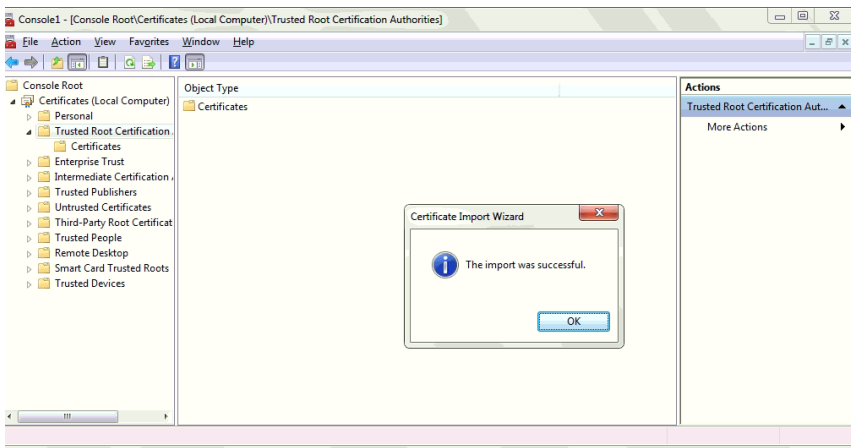 Console1 - [Console Root\Certificates (Local Computer)\Trusted Root Certification Authorities]
File Action View Favorites Window Help
Console Root
Certificates (Local Computer)
Personal
Trusted Root Certification
Certificates
Enterprise Trust
Intermediate Certification
Trusted Publishers
Untrusted Certificates
Third-Party Root Certificat
Trusted People
Remote Desktop
Smart Card Trusted Roots
Trusted Devices
Object Type
Certificates
Certificate Import Wizard
The import was successful.
OK
Actions
Trusted Root Certification Aut...
More Actions